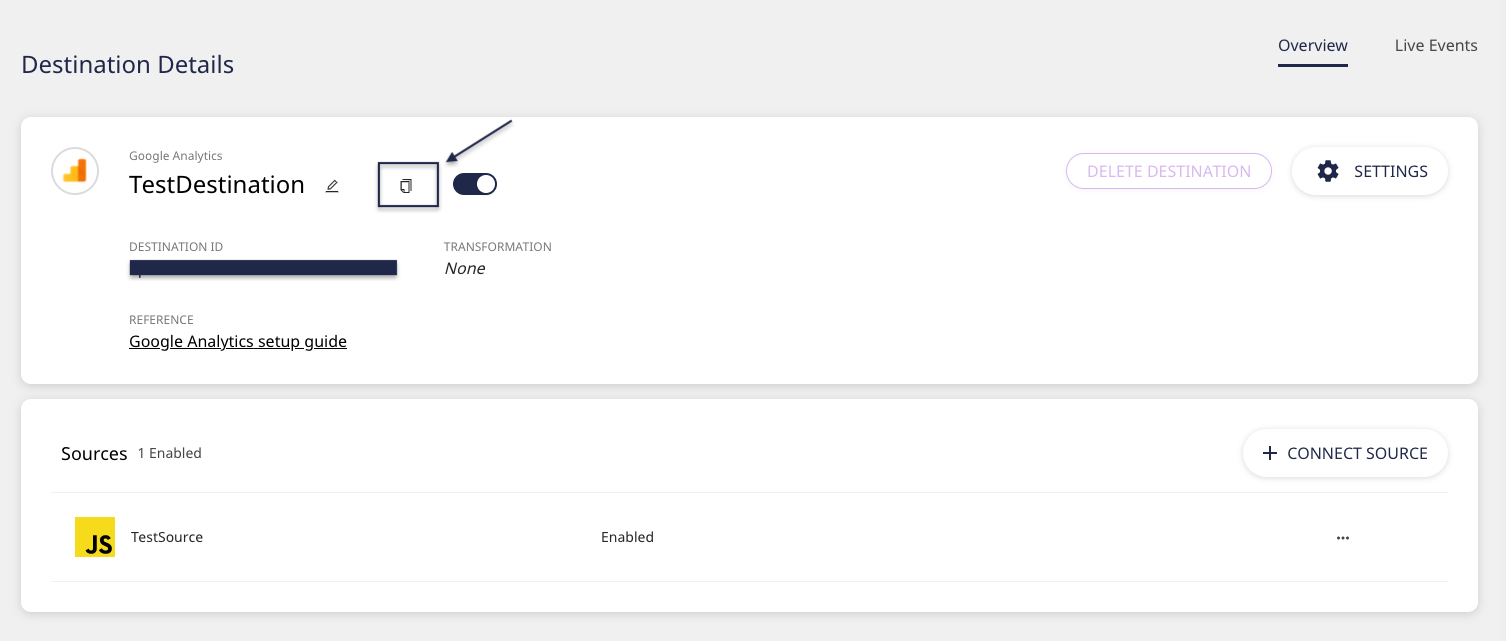 Overview
Live Events
Destination Details
Google Analytics
TestDestination
DELETE DESTINATION
SETTINGS
DESTINATION ID
TRANSFORMATION
None
REFERENCE
Google Analytics setup guide
Sources 1 Enabled
CONNECT SOURCE
JS TestSource
Enabled